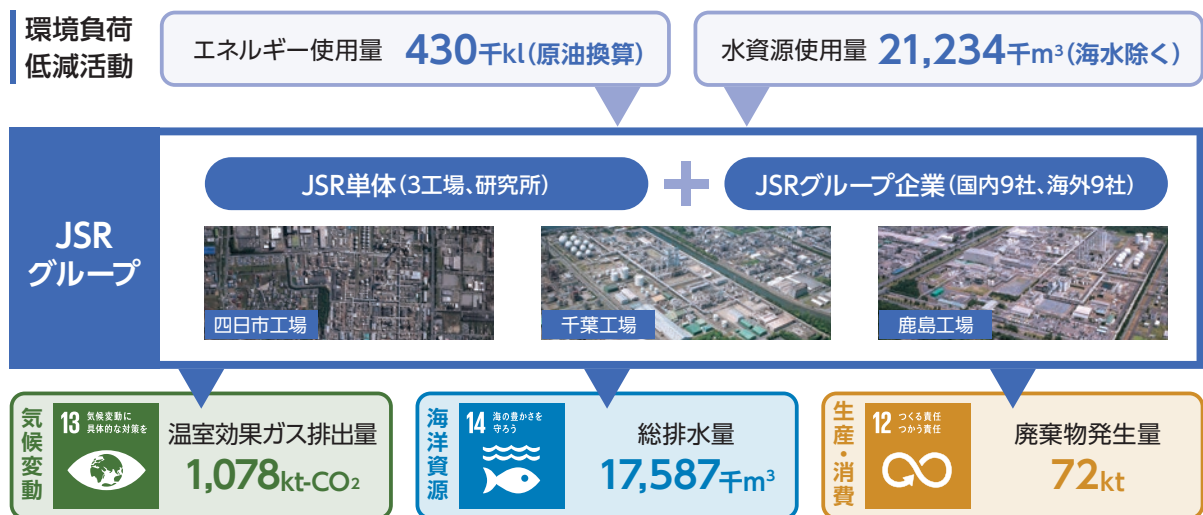 環境負荷
低減活動
エネルギー使用量 430千kl(原油換算)
水資源使用量 21,234千m³(海水除く)
JSR
グループ
JSR単体(3工場、研究所)
JSRグループ企業(国内9社、海外9社)
四日市工場
千葉工場
鹿島工場
気候変動
13 気候変動に
具体的な対策を
温室効果ガス排出量
1,078kt-CO₂
海洋資源
14 海の豊かさを
守ろう
総排水量
17,587千m³
生産・消費
12 つくる責任
つかう責任
廃棄物発生量
72kt